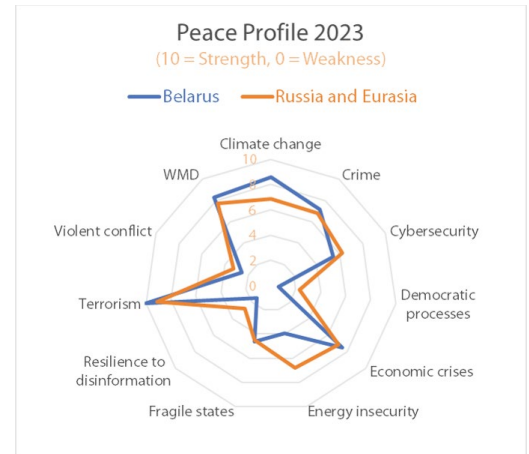 Peace Profile 2023
(10 = Strength, 0 = Weakness)
Belarus
Russia and Eurasia
Climate change
10
8
6
4
2
0
WMD
Crime
Violent conflict
Cybersecurity
Terrorism
Democratic
processes
Resilience to
disinformation
Economic crises
Fragile states
Energy insecurity